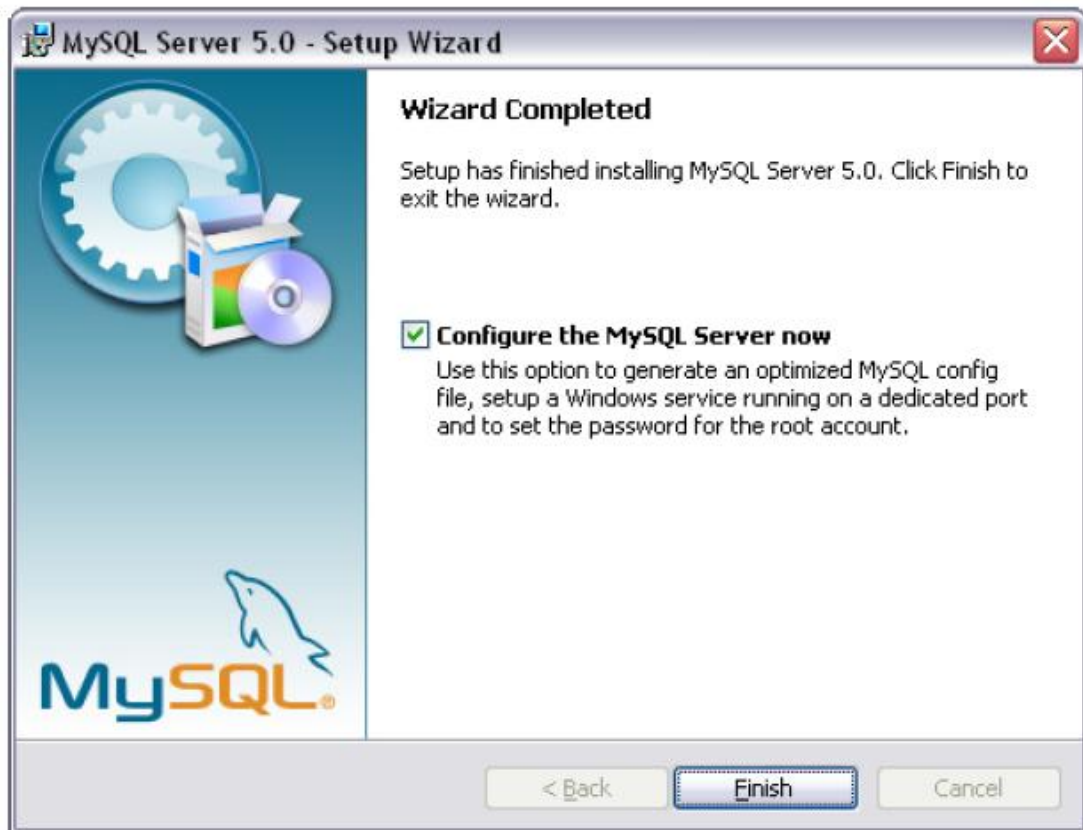 MySQL Server 5.0 - Setup Wizard
Wizard Completed
Setup has finished installing MySQL Server 5.0. Click Finish to
exit the wizard.
Configure the MySQL Server now
Use this option to generate an optimized MySQL config
file, setup a Windows service running on a dedicated port
and to set the password for the root account.
MySQL®
< Back
Finish
Cancel